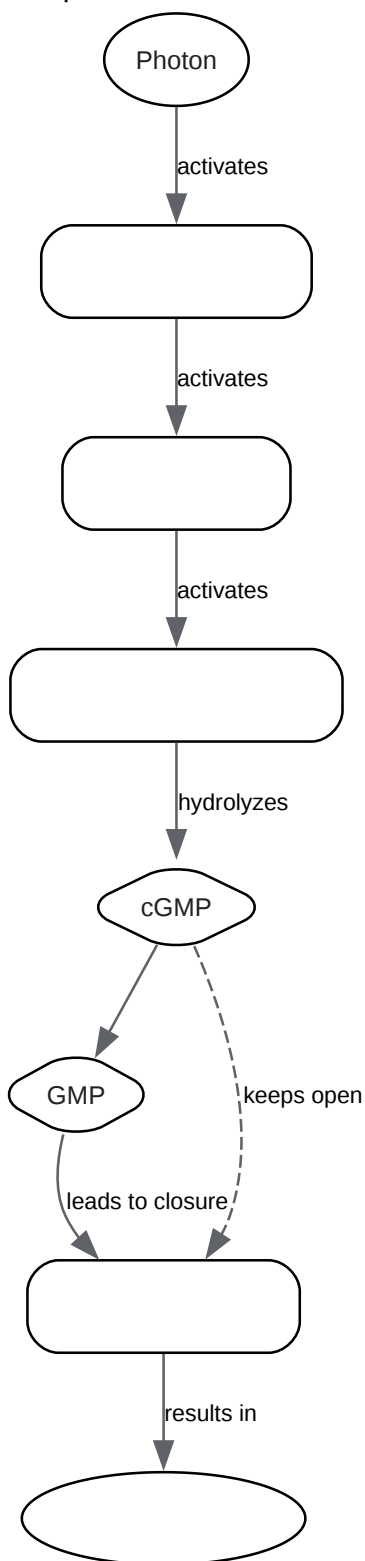 Photon
activates
activates
activates
hydrolyzes
cGMP
GMP
keeps open
leads to closure
results in